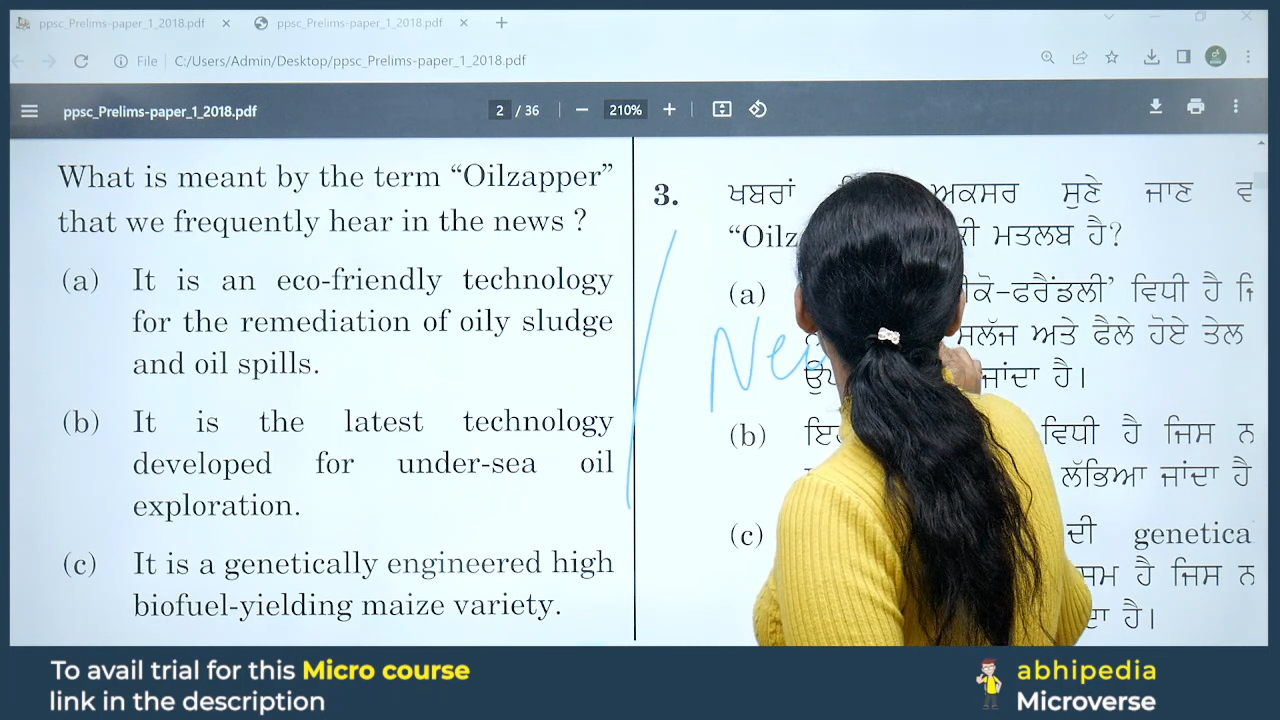 ppsc_Prelims-paper_1_2018.pdf
ppsc_Prelims-paper_1_2018.pdf
File C:/Users/Admin/Desktop/ppsc_Prelims-paper_1_2018.pdf
ppsc_Prelims-paper_1_2018.pdf 2 / 36 210%
What is meant by the term “Oilzapper”
that we frequently hear in the news ?
(a) It is an eco-friendly technology
for the remediation of oily sludge
and oil spills.
(b) It is the latest technology
developed for under-sea oil
exploration.
(c) It is a genetically engineered high
biofuel-yielding maize variety.
3. ਖਬਰਾਂ ਅਕਸਰ ਸੁਣੇ ਜਾਣ
ਮਤਲਬ ਹੈ?
(a) ਵਿਧੀ ਹੈ
ਸਲੱਜ ਅਤੇ ਫੈਲੇ ਹੋਏ ਤੇਲ
ਜਾਂਦਾ ਹੈ।
(b) ਵਿਧੀ ਹੈ ਜਿਸ
ਲੱਭਿਆ ਜਾਂਦਾ ਹੈ
(c) ਦੀ
ਹੈ ਜਿਸ
ਹੈ।
To avail trial for this Micro course
link in the description
abhipedia
Microverse